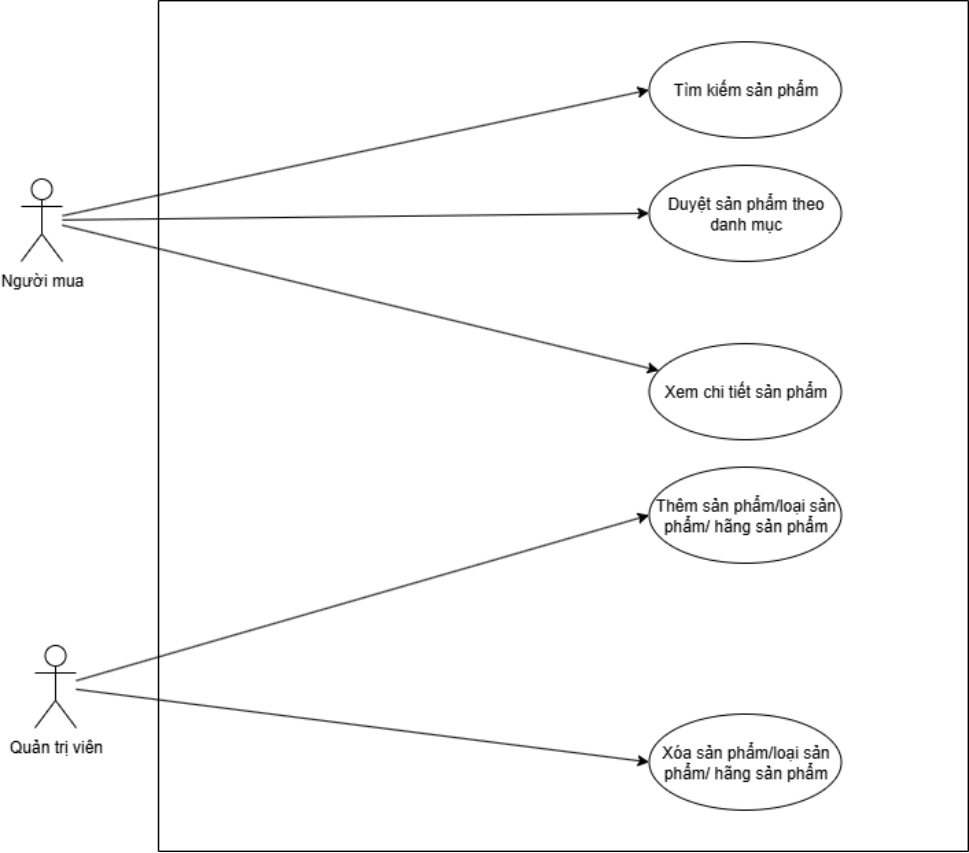 Tìm kiếm sản phẩm
Duyệt sản phẩm theo
danh mục
Người mua
Xem chi tiết sản phẩm
Thêm sản phẩm/loại sản
phẩm/ hãng sản phẩm
Quản trị viên
Xóa sản phẩm/loại sản
phẩm/ hãng sản phẩm